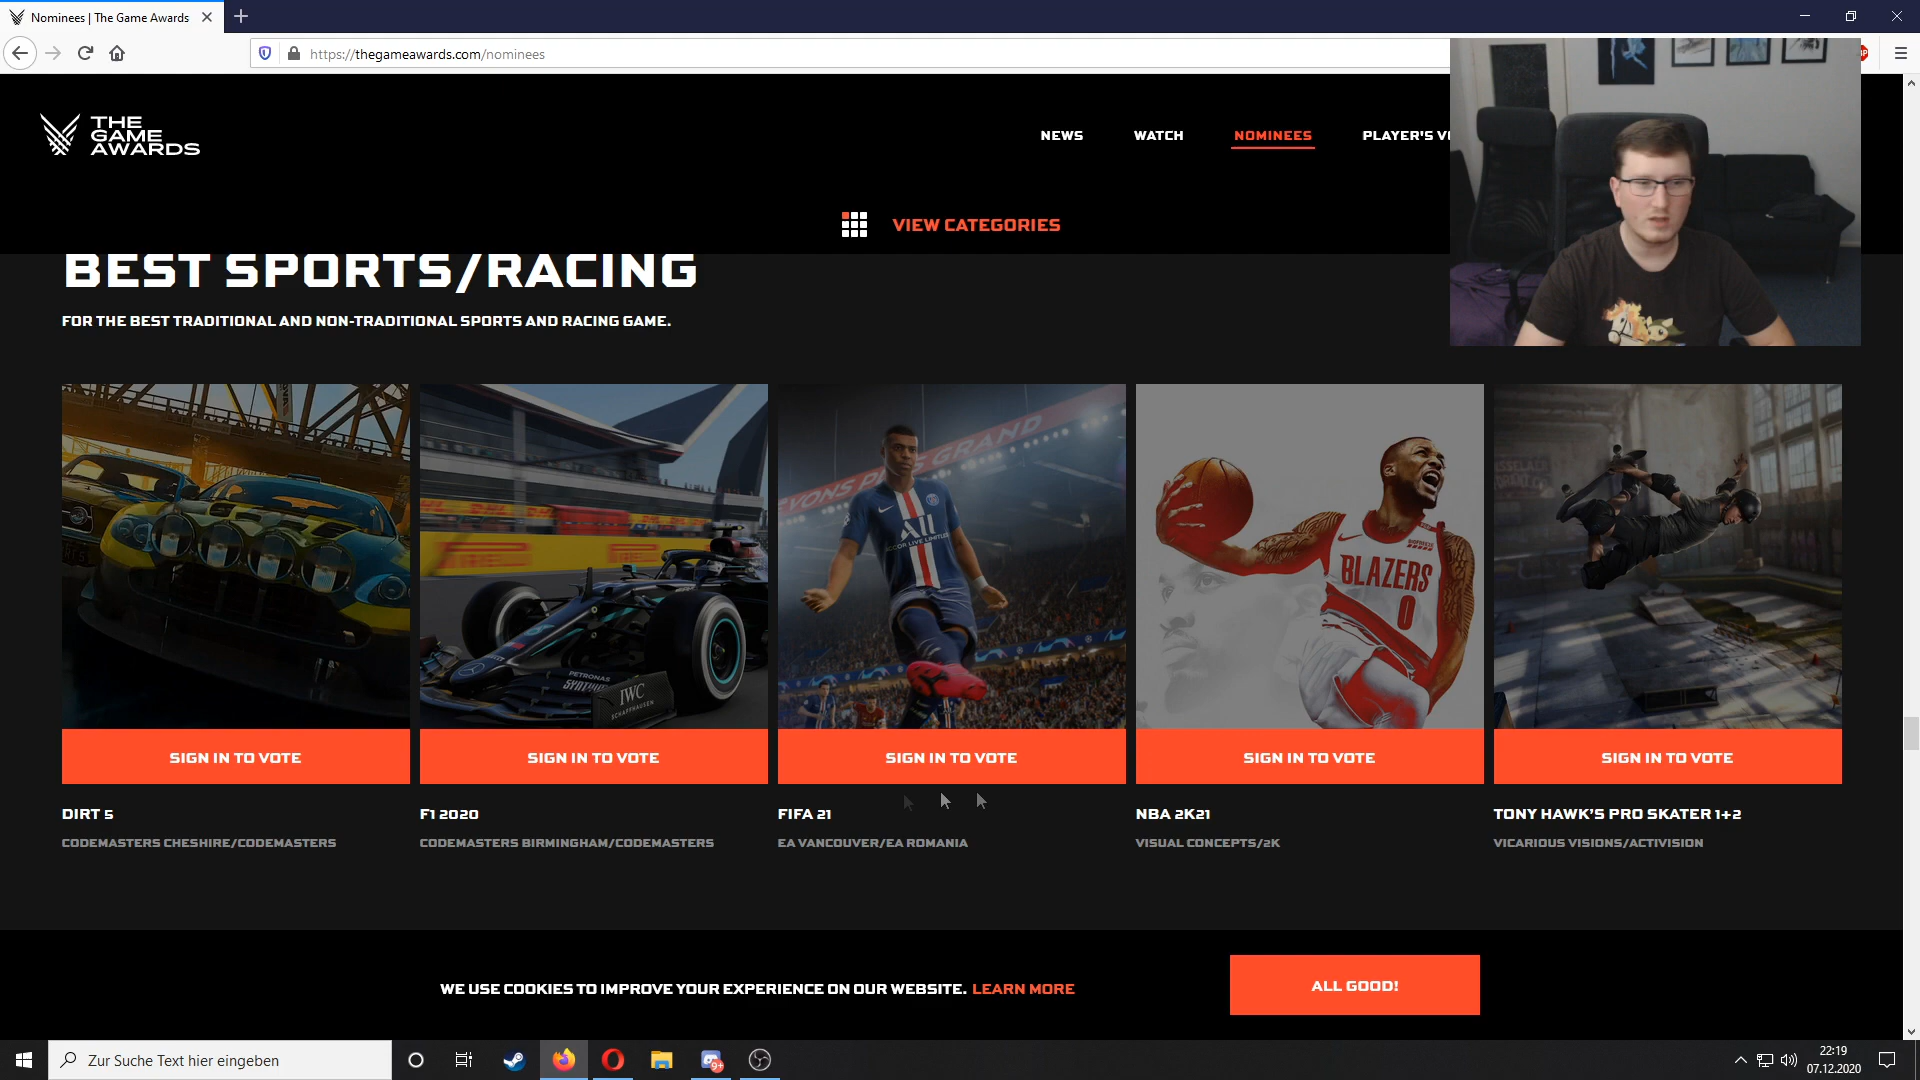 Nominees | The Game Awards
https://thegameawards.com/nominees
THE GAME AWARDS
NEWS
WATCH
NOMINEES
PLAYER'S
VIEW CATEGORIES
BEST SPORTS/RACING
FOR THE BEST TRADITIONAL AND NON-TRADITIONAL SPORTS AND RACING GAME.
PETRONAS
IWC
SCHAFFHAUSEN
BLAZERS
0
SIGN IN TO VOTE
SIGN IN TO VOTE
SIGN IN TO VOTE
SIGN IN TO VOTE
SIGN IN TO VOTE
DIRT 5
F1 2020
FIFA 21
NBA 2K21
TONY HAWK'S PRO SKATER 1+2
CODEMASTERS CHESHIRE/CODEMASTERS
CODEMASTERS BIRMINGHAM/CODEMASTERS
EA VANCOUVER/EA ROMANIA
VISUAL CONCEPTS/2K
VICARIOUS VISIONS/ACTIVISION
WE USE COOKIES TO IMPROVE YOUR EXPERIENCE ON OUR WEBSITE. LEARN MORE
ALL GOOD!
Zur Suche Text hier eingeben
9+
22:19
07.12.2020